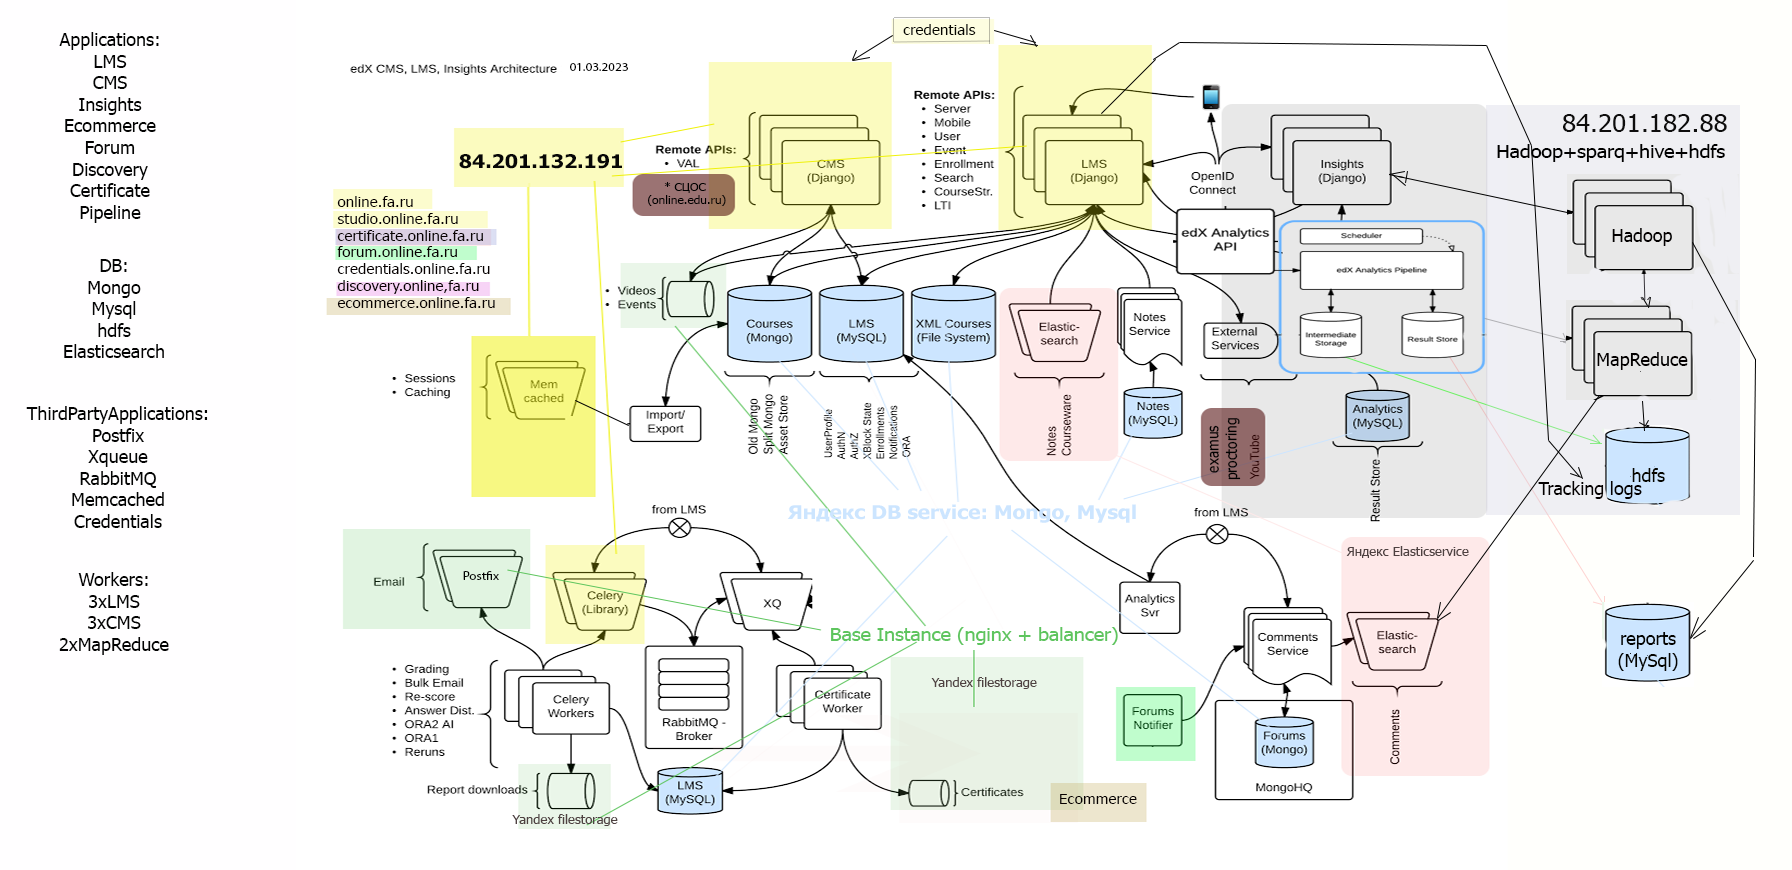 Applications:
LMS
CMS
Insights
Ecommerce
Forum
Discovery
Certificate
Pipeline
DB:
Mongo
Mysql
hdfs
Elasticsearch
ThirdPartyApplications:
Postfix
Xqueue
RabbitMQ
Memcached
Credentials
Workers:
3xLMS
3xCMS
2xMapReduce
edX CMS, LMS, Insights Architecture 01.03.2023
credentials
84.201.132.191
online.fa.ru
studio.online.fa.ru
certificate.online.fa.ru
forum.online.fa.ru
credentials.online.fa.ru
discovery.online,fa.ru
ecommerce.online.fa.ru
Remote APIs:
• VAL
* СЦОС
(online.edu.ru)
CMS
(Django)
Remote APIs:
• Server
• Mobile
• User
• Event
• Enrollment
• Search
• CourseStr.
• LTI
LMS
(Django)
OpenID
Connect
Insights
(Django)
edX Analytics
API
Scheduler
edX Analytics Pipeline
Intermediate
Storage
Result Store
84.201.182.88
Hadoop+sparq+hive+hdfs
Hadoop
MapReduce
hdfs
Tracking logs
reports
(MySql)
• Videos
• Events
Courses
(Mongo)
LMS
(MySQL)
XML Courses
(File System)
Elastic-
search
Notes
Service
External
Services
Notes
(MySQL)
Analytics
(MySQL)
• Sessions
• Caching
Mem
cached
Import/
Export
Old Mongo
Split Mongo
Asset Store
UserProfile
AuthN
AuthZ
XBlock State
Enrollments
Notifications
ORA
Notes
Courseware
examus
proctoring
YouTube
Result Store
Яндекс DB service: Mongo, Mysql
from LMS
from LMS
Email
Postfix
Celery
(Library)
XQ
Analytics
Svr
Comments
Service
Яндекс Elasticservice
Elastic-
search
Comments
Base Instance (nginx + balancer)
• Grading
• Bulk Email
• Re-score
• Answer Dist.
• ORA2 AI
• ORA1
• Reruns
Celery
Workers
RabbitMQ -
Broker
Certificate
Worker
Yandex filestorage
Forums
Notifier
Forums
(Mongo)
MongoHQ
Report downloads
Yandex filestorage
LMS
(MySQL)
Certificates
Ecommerce